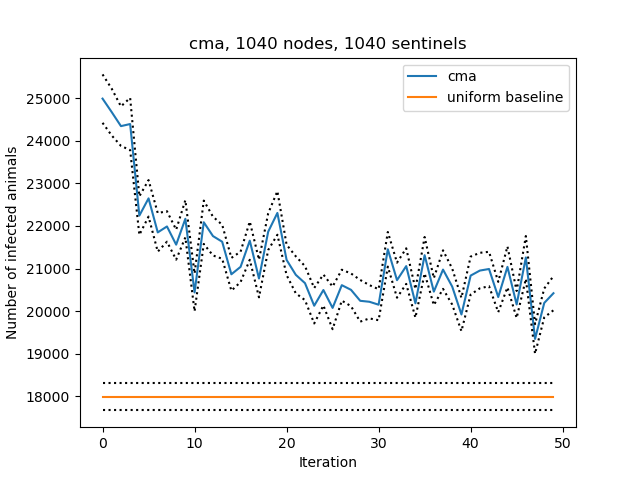 cma, 1040 nodes, 1040 sentinels
cma
uniform baseline
Number of infected animals
25000
24000
23000
22000
21000
20000
19000
18000
0 10 20 30 40 50
Iteration